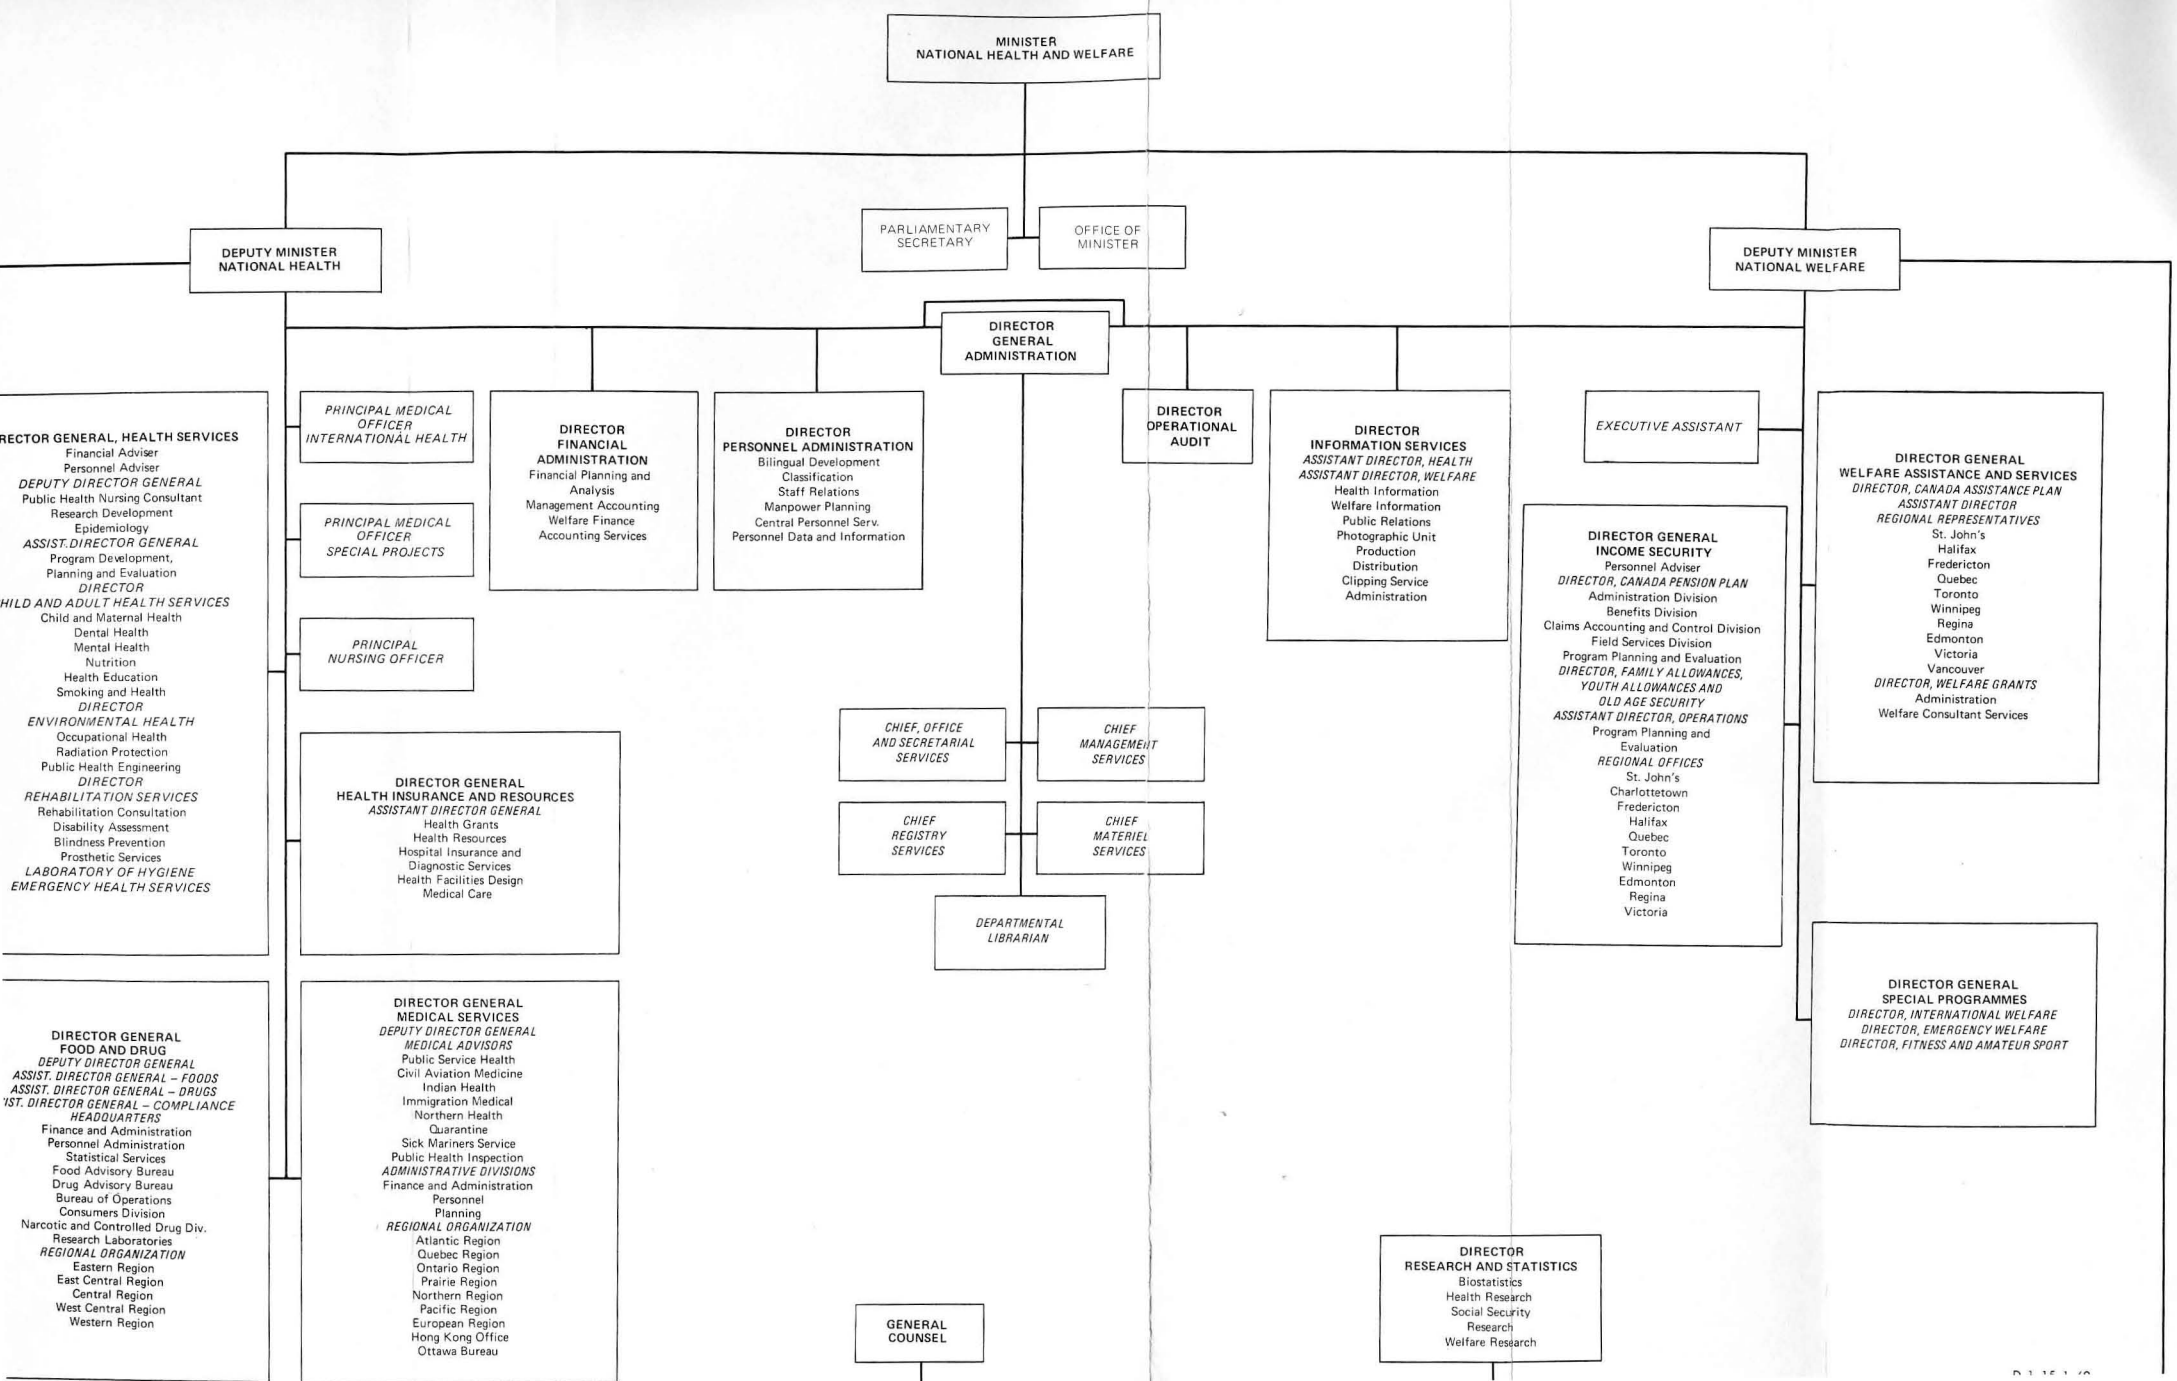 MINISTER
NATIONAL HEALTH AND WELFARE
PARLIAMENTARY
SECRETARY
OFFICE OF
MINISTER
DEPUTY MINISTER
NATIONAL HEALTH
DEPUTY MINISTER
NATIONAL WELFARE
DIRECTOR
GENERAL
ADMINISTRATION
RECTOR GENERAL, HEALTH SERVICES
Financial Adviser
Personnel Adviser
DEPUTY DIRECTOR GENERAL
Public Health Nursing Consultant
Research Development
Epidemiology
ASSIST. DIRECTOR GENERAL
Program Development,
Planning and Evaluation
DIRECTOR
HILD AND ADULT HEALTH SERVICES
Child and Maternal Health
Dental Health
Mental Health
Nutrition
Health Education
Smoking and Health
DIRECTOR
ENVIRONMENTAL HEALTH
Occupational Health
Radiation Protection
Public Health Engineering
DIRECTOR
REHABILITATION SERVICES
Rehabilitation Consultation
Disability Assessment
Blindness Prevention
Prosthetic Services
LABORATORY OF HYGIENE
EMERGENCY HEALTH SERVICES
PRINCIPAL MEDICAL
OFFICER
INTERNATIONAL HEALTH
PRINCIPAL MEDICAL
OFFICER
SPECIAL PROJECTS
PRINCIPAL
NURSING OFFICER
DIRECTOR
FINANCIAL
ADMINISTRATION
Financial Planning and
Analysis
Management Accounting
Welfare Finance
Accounting Services
DIRECTOR
PERSONNEL ADMINISTRATION
Bilingual Development
Classification
Staff Relations
Manpower Planning
Central Personnel Serv.
Personnel Data and Information
DIRECTOR
OPERATIONAL
AUDIT
DIRECTOR
INFORMATION SERVICES
ASSISTANT DIRECTOR, HEALTH
ASSISTANT DIRECTOR, WELFARE
Health Information
Welfare Information
Public Relations
Photographic Unit
Production
Distribution
Clipping Service
Administration
EXECUTIVE ASSISTANT
DIRECTOR GENERAL
INCOME SECURITY
Personnel Adviser
DIRECTOR, CANADA PENSION PLAN
Administration Division
Benefits Division
Claims Accounting and Control Division
Field Services Division
Program Planning and Evaluation
DIRECTOR, FAMILY ALLOWANCES,
YOUTH ALLOWANCES AND
OLD AGE SECURITY
ASSISTANT DIRECTOR, OPERATIONS
Program Planning and
Evaluation
REGIONAL OFFICES
St. John's
Charlottetown
Fredericton
Halifax
Quebec
Toronto
Winnipeg
Edmonton
Regina
Victoria
DIRECTOR GENERAL
WELFARE ASSISTANCE AND SERVICES
DIRECTOR, CANADA ASSISTANCE PLAN
ASSISTANT DIRECTOR
REGIONAL REPRESENTATIVES
St. John's
Halifax
Fredericton
Quebec
Toronto
Winnipeg
Regina
Edmonton
Victoria
Vancouver
DIRECTOR, WELFARE GRANTS
Administration
Welfare Consultant Services
DIRECTOR GENERAL
HEALTH INSURANCE AND RESOURCES
ASSISTANT DIRECTOR GENERAL
Health Grants
Health Resources
Hospital Insurance and
Diagnostic Services
Health Facilities Design
Medical Care
CHIEF, OFFICE
AND SECRETARIAL
SERVICES
CHIEF
MANAGEMENT
SERVICES
CHIEF
REGISTRY
SERVICES
CHIEF
MATERIEL
SERVICES
DEPARTMENTAL
LIBRARIAN
DIRECTOR GENERAL
SPECIAL PROGRAMMES
DIRECTOR, INTERNATIONAL WELFARE
DIRECTOR, EMERGENCY WELFARE
DIRECTOR, FITNESS AND AMATEUR SPORT
DIRECTOR GENERAL
FOOD AND DRUG
DEPUTY DIRECTOR GENERAL
ASSIST. DIRECTOR GENERAL – FOODS
ASSIST. DIRECTOR GENERAL – DRUGS
IST. DIRECTOR GENERAL – COMPLIANCE
HEADQUARTERS
Finance and Administration
Personnel Administration
Statistical Services
Food Advisory Bureau
Drug Advisory Bureau
Bureau of Operations
Consumers Division
Narcotic and Controlled Drug Div.
Research Laboratories
REGIONAL ORGANIZATION
Eastern Region
East Central Region
Central Region
West Central Region
Western Region
DIRECTOR GENERAL
MEDICAL SERVICES
DEPUTY DIRECTOR GENERAL
MEDICAL ADVISORS
Public Service Health
Civil Aviation Medicine
Indian Health
Immigration Medical
Northern Health
Quarantine
Sick Mariners Service
Public Health Inspection
ADMINISTRATIVE DIVISIONS
Finance and Administration
Personnel
Planning
REGIONAL ORGANIZATION
Atlantic Region
Quebec Region
Ontario Region
Prairie Region
Northern Region
Pacific Region
European Region
Hong Kong Office
Ottawa Bureau
GENERAL
COUNSEL
DIRECTOR
RESEARCH AND STATISTICS
Biostatistics
Health Research
Social Security
Research
Welfare Research